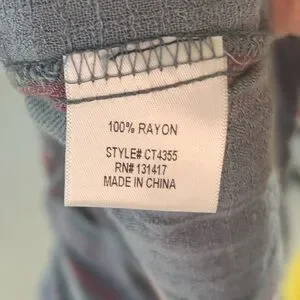 100% RAYON
STYLE# CT4355
RN# 131417
MADE IN CHINA